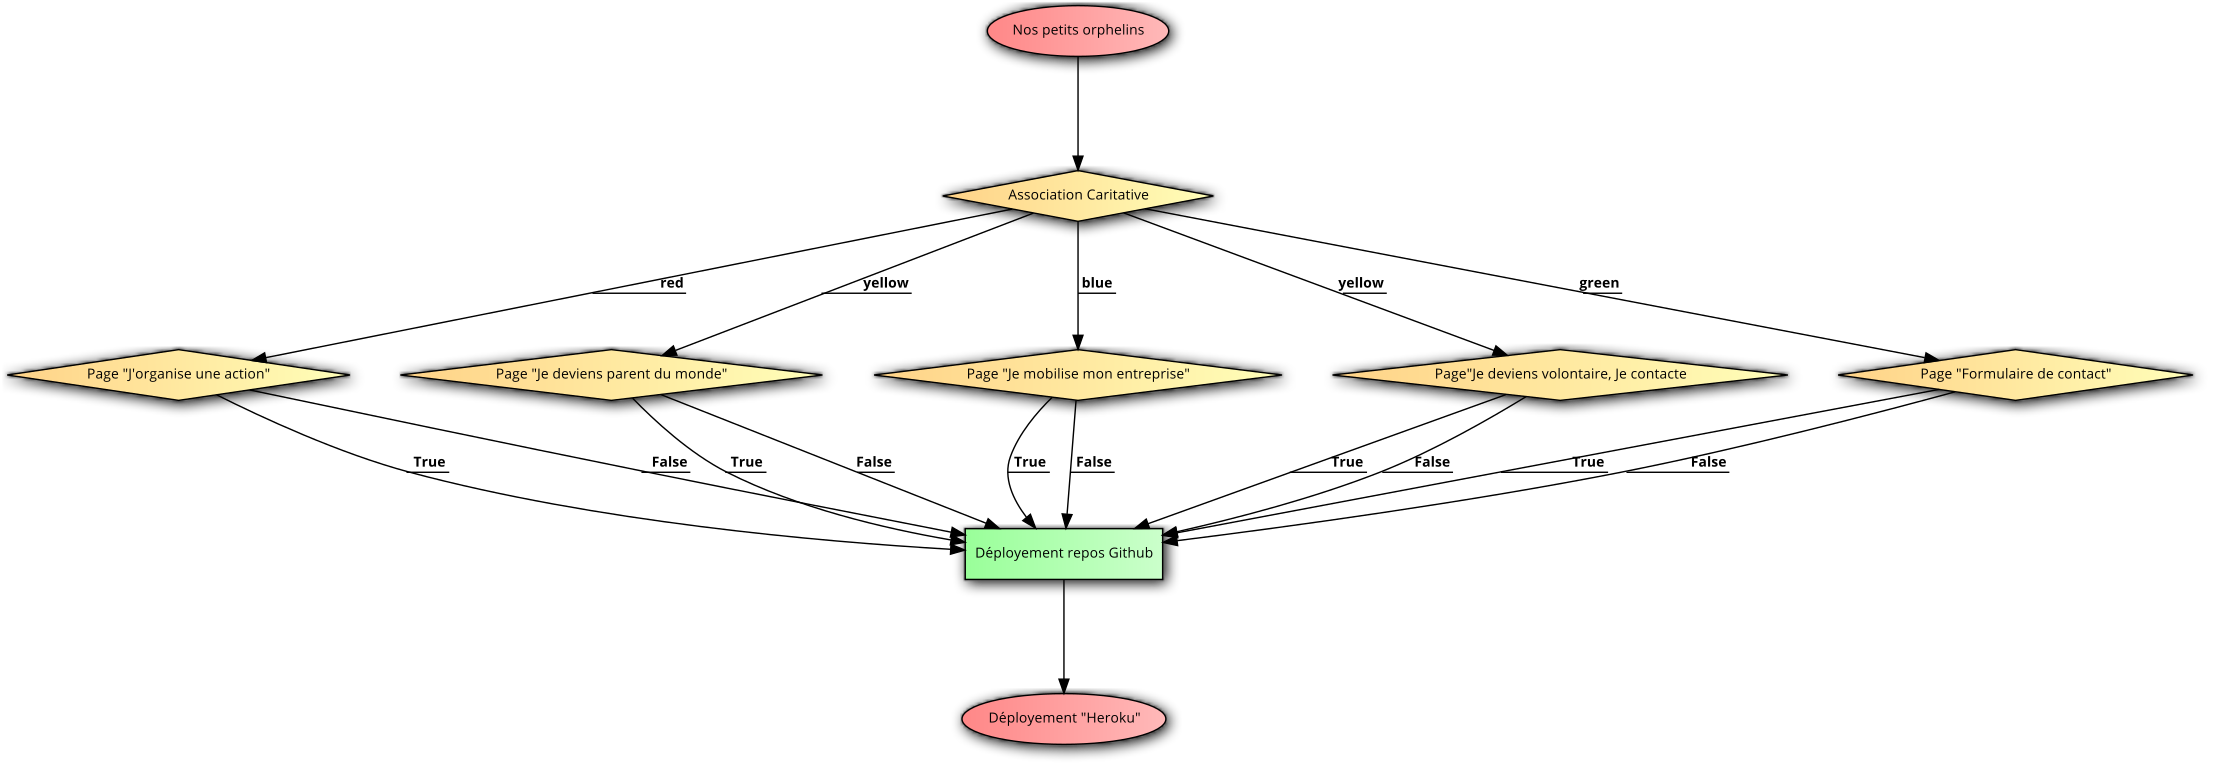 Nos petits orphelins
Association Caritative
red
yellow
blue
yellow
green
Page "J'organise une action"
Page "Je deviens parent du monde"
Page "Je mobilise mon entreprise"
Page"Je deviens volontaire, Je contacte
Page "Formulaire de contact"
True
False
True
False
True
False
True
False
True
False
Déployement repos Github
Déployement "Heroku"